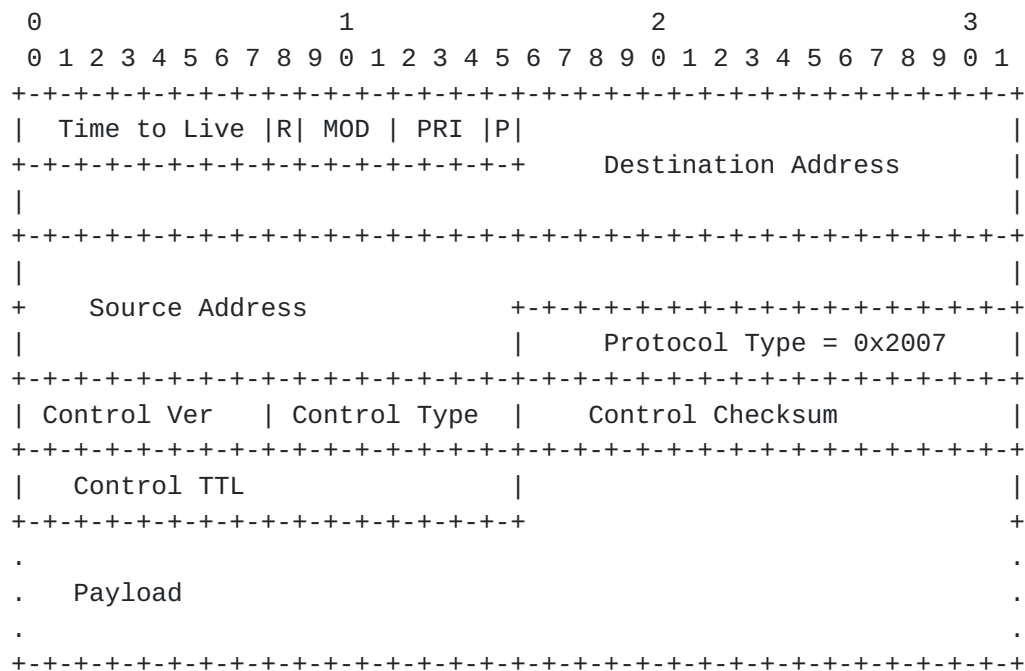 0                   1                   2                   3
 0 1 2 3 4 5 6 7 8 9 0 1 2 3 4 5 6 7 8 9 0 1 2 3 4 5 6 7 8 9 0 1
+-+-+-+-+-+-+-+-+-+-+-+-+-+-+-+-+-+-+-+-+-+-+-+-+-+-+-+-+-+-+-+-+
|  Time to Live |R| MOD | PRI |P|                               |
+-+-+-+-+-+-+-+-+-+-+-+-+-+-+-+-+     Destination Address       |
|                                                               |
+-+-+-+-+-+-+-+-+-+-+-+-+-+-+-+-+-+-+-+-+-+-+-+-+-+-+-+-+-+-+-+-+
|                                                               |
+    Source Address             +-+-+-+-+-+-+-+-+-+-+-+-+-+-+-+-+
|                               |     Protocol Type = 0x2007    |
+-+-+-+-+-+-+-+-+-+-+-+-+-+-+-+-+-+-+-+-+-+-+-+-+-+-+-+-+-+-+-+-+
| Control Ver   | Control Type  |    Control Checksum           |
+-+-+-+-+-+-+-+-+-+-+-+-+-+-+-+-+-+-+-+-+-+-+-+-+-+-+-+-+-+-+-+-+
|   Control TTL                 |                               |
+-+-+-+-+-+-+-+-+-+-+-+-+-+-+-+-+                               +
.                                                               .
.   Payload                                                     .
.                                                               .
+-+-+-+-+-+-+-+-+-+-+-+-+-+-+-+-+-+-+-+-+-+-+-+-+-+-+-+-+-+-+-+-+